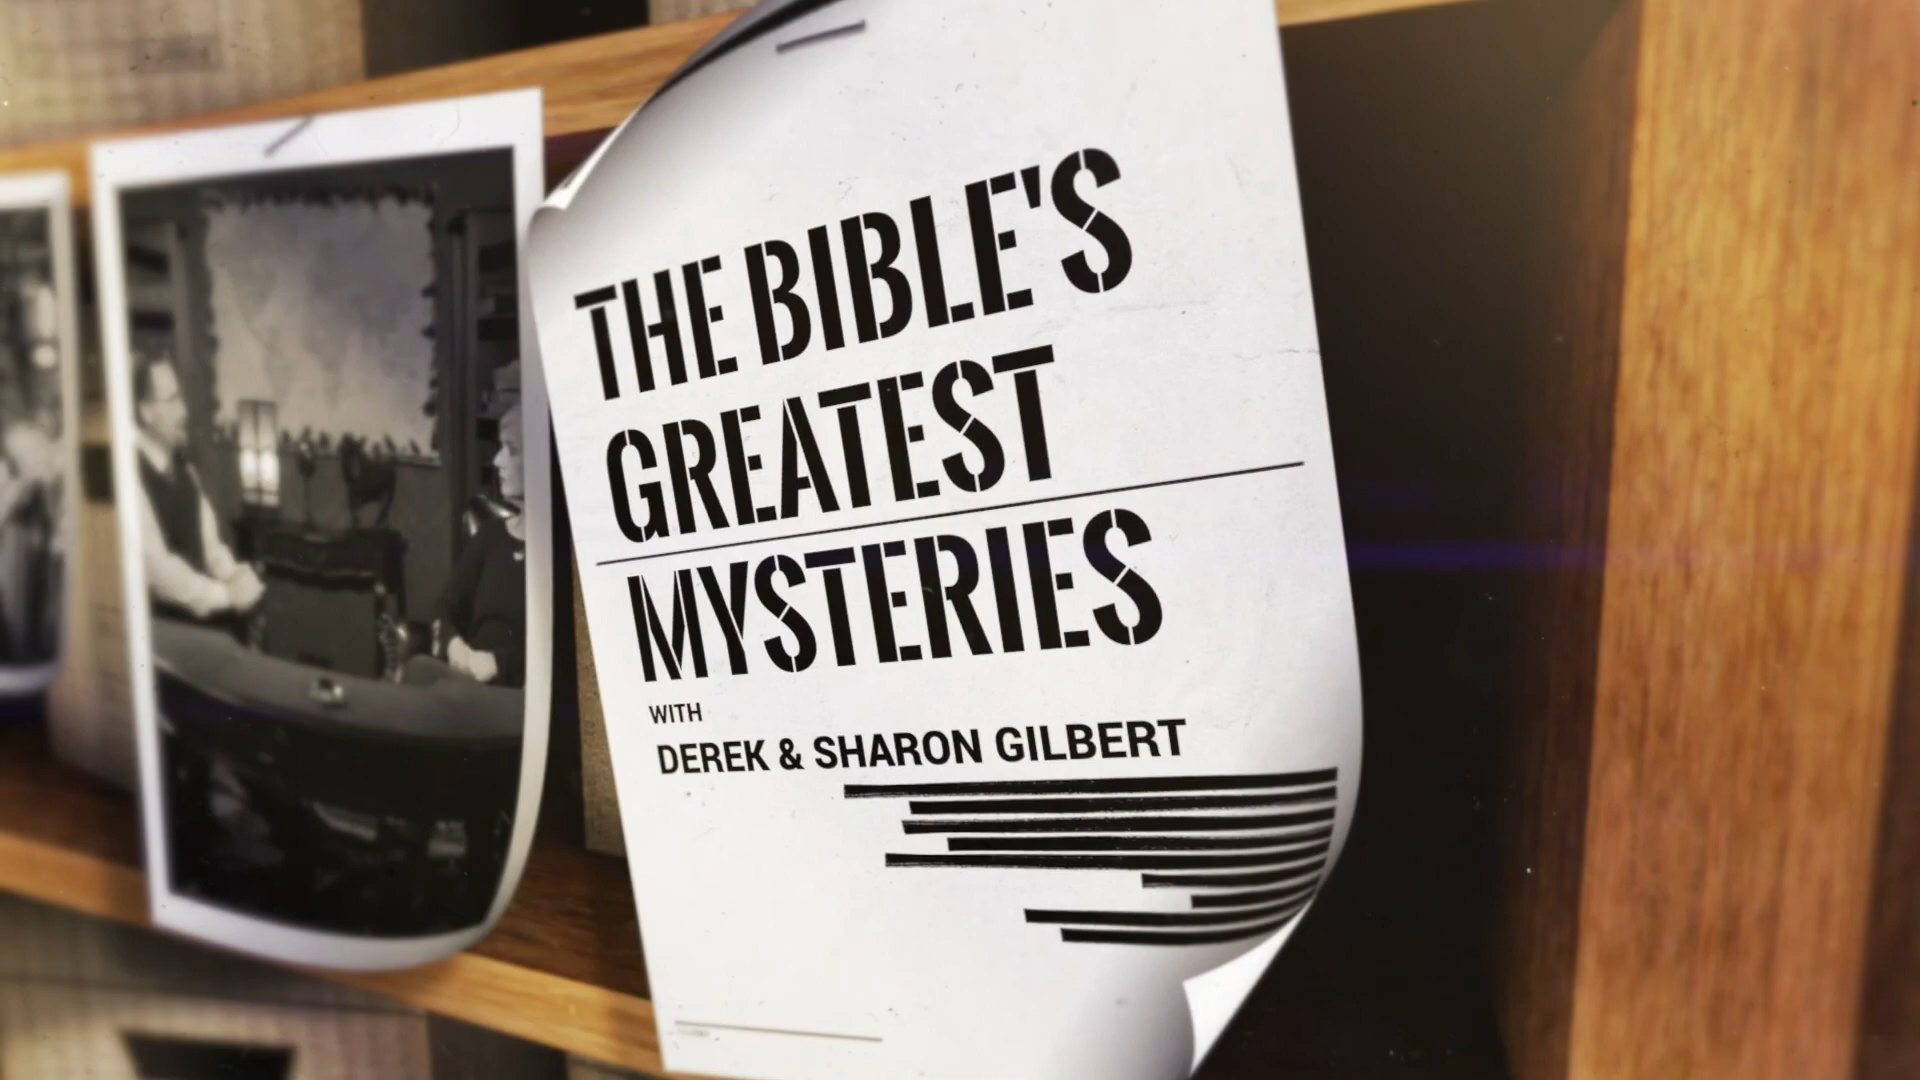 THE BIBLE'S
GREATEST
MYSTERIES
WITH
DEREK & SHARON GILBERT